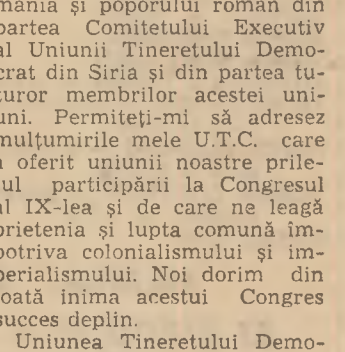 mânia și poporului român din
partea Comitetului Executiv
al Uniunii Tineretului Demo-
crat din Siria și din partea tu-
turor membrilor acestei uni-
uni. Permiteți-mi să adresez
mulțumirile mele U.T.C. care
a oferit uniunii noastre prile-
jul participării la Congresul
al IX-lea și de care ne leagă
prietenia și lupta comună îm-
potriva colonialismului și im-
perialismului. Noi dorim din
toată inima acestui Congres
succes deplin.
Uniunea Tineretului Demo-